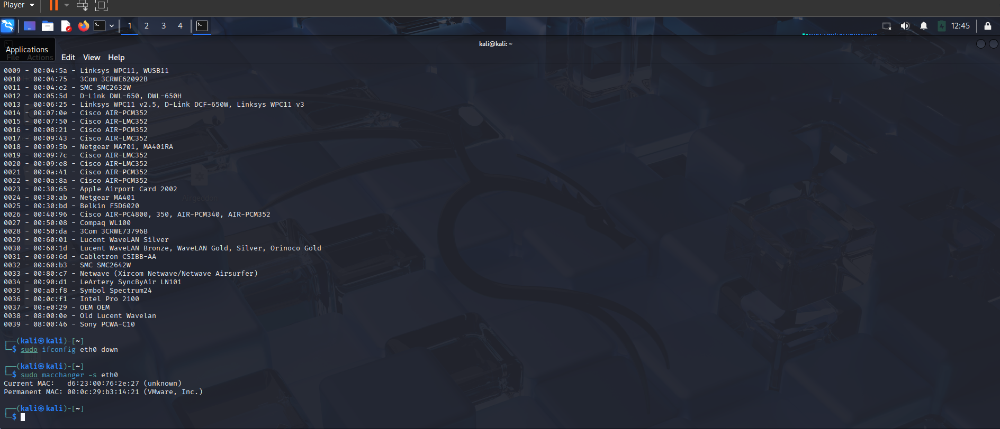 Player
1 2 3 4 12:45
kali@kali: ~
Applications
File Actions Edit View Help
0009 - 00:04:5a - Linksys WPC11, WUSB11
0010 - 00:04:75 - 3Com 3CRWE62092B
0011 - 00:04:e2 - SMC SMC2632W
0012 - 00:05:5d - D-Link DWL-650, DWL-650H
0013 - 00:06:25 - Linksys WPC11 v2.5, D-Link DCF-650W, Linksys WPC11 v3
0014 - 00:07:0e - Cisco AIR-PCM352
0015 - 00:07:50 - Cisco AIR-LMC352
0016 - 00:08:21 - Cisco AIR-PCM352
0017 - 00:09:43 - Cisco AIR-LMC352
0018 - 00:09:5b - Netgear MA701, MA401RA
0019 - 00:09:7c - Cisco AIR-LMC352
0020 - 00:09:e8 - Cisco AIR-LMC352
0021 - 00:0a:41 - Cisco AIR-PCM352
0022 - 00:0a:8a - Cisco AIR-PCM352
0023 - 00:30:65 - Apple Airport Card 2002
0024 - 00:30:ab - Netgear MA401
Airgeddon
0025 - 00:30:bd - Belkin F5D6020
0026 - 00:40:96 - Cisco AIR-PC4800, 350, AIR-PCM340, AIR-PCM352
0027 - 00:50:08 - Compaq WL100
0028 - 00:50:da - 3Com 3CRWE73796B
0029 - 00:60:01 - Lucent WaveLAN Silver
0030 - 00:60:1d - Lucent WaveLAN Bronze, WaveLAN Gold, Silver, Orinoco Gold
0031 - 00:60:6d - Cabletron CSIBB-AA
0032 - 00:60:b3 - SMC SMC2642W
0033 - 00:80:c7 - Netwave (Xircom Netwave/Netwave Airsurfer)
0034 - 00:90:d1 - LeArtery SyncByAir LN101
0035 - 00:a0:f8 - Symbol Spectrum24
0036 - 00:0c:f1 - Intel Pro 2100
0037 - 00:e0:29 - OEM OEM
0038 - 08:00:0e - Old Lucent Wavelan
0039 - 08:00:46 - Sony PCWA-C10
┌──(kali㉿kali)-[~]
└─$ sudo ifconfig eth0 down
┌──(kali㉿kali)-[~]
└─$ sudo macchanger -s eth0
Current MAC:   d6:23:00:76:2e:27 (unknown)
Permanent MAC: 00:0c:29:b3:14:21 (VMware, Inc.)
┌──(kali㉿kali)-[~]
└─$